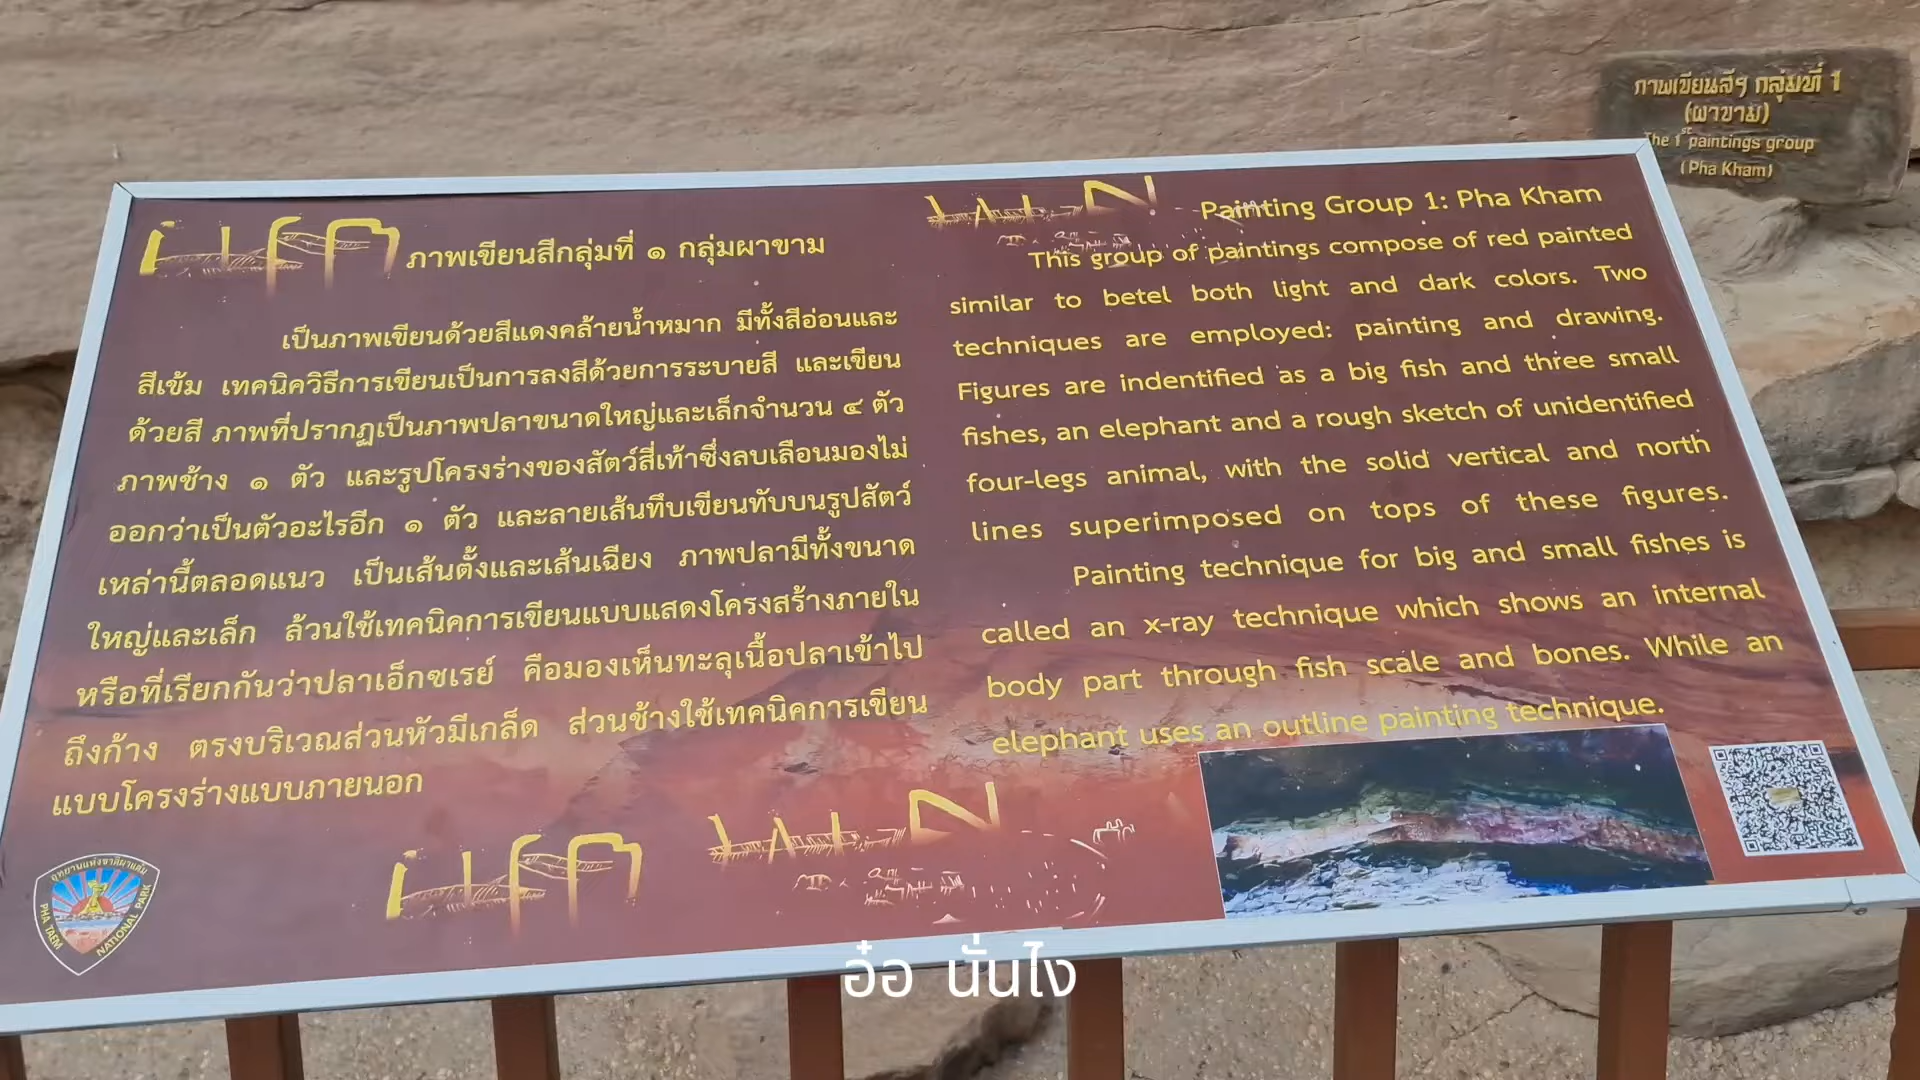 ภาพเขียนสีฯ กลุ่มที่ 1
(ผาขาม)
The 1st paintings group
(Pha Kham)
ภาพเขียนสีกลุ่มที่ ๑ กลุ่มผาขาม
เป็นภาพเขียนด้วยสีแดงคล้ายน้ำหมาก มีทั้งสีอ่อนและ
สีเข้ม เทคนิควิธีการเขียนเป็นการลงสีด้วยการระบายสี และเขียน
ด้วยสี ภาพที่ปรากฏเป็นภาพปลาขนาดใหญ่และเล็กจำนวน ๔ ตัว
ภาพช้าง ๑ ตัว และรูปโครงร่างของสัตว์สี่เท้าซึ่งลบเลือนมองไม่
ออกว่าเป็นตัวอะไรอีก ๑ ตัว และลายเส้นทึบเขียนทับบนรูปสัตว์
เหล่านี้ตลอดแนว เป็นเส้นตั้งและเส้นเฉียง ภาพปลามีทั้งขนาด
ใหญ่และเล็ก ล้วนใช้เทคนิคการเขียนแบบแสดงโครงสร้างภายใน
หรือที่เรียกกันว่าปลาเอ็กซเรย์ คือมองเห็นทะลุเนื้อปลาเข้าไป
ถึงก้าง ตรงบริเวณส่วนหัวมีเกล็ด ส่วนช้างใช้เทคนิคการเขียน
แบบโครงร่างแบบภายนอก
Painting Group 1: Pha Kham
This group of paintings compose of red painted
similar to betel both light and dark colors. Two
techniques are employed: painting and drawing.
Figures are indentified as a big fish and three small
fishes, an elephant and a rough sketch of unidentified
four-legs animal, with the solid vertical and north
lines superimposed on tops of these figures.
Painting technique for big and small fishes is
called an x-ray technique which shows an internal
body part through fish scale and bones. While an
elephant uses an outline painting technique.
อุทยานแห่งชาติผาแต้ม
PHA TAEM
NATIONAL PARK
อ๋อ นั่นไง